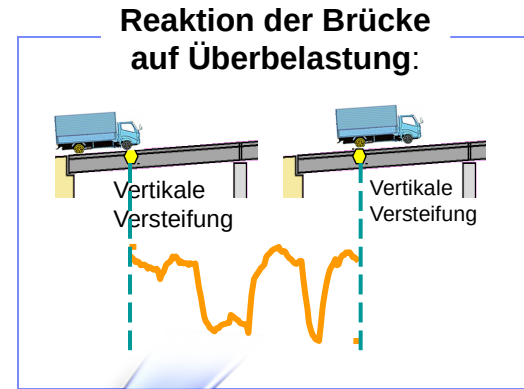 Reaktion der Brücke
auf Überbelastung:
Vertikale
Versteifung
Vertikale
Versteifung